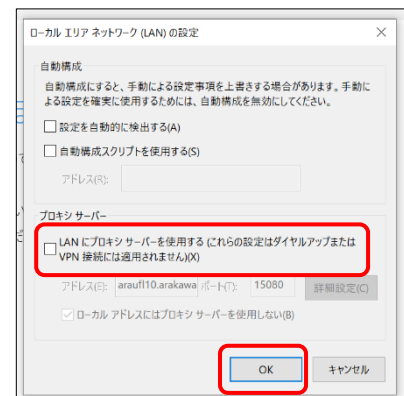 ローカル エリア ネットワーク (LAN) の設定
自動構成
自動構成にすると、手動による設定事項を上書きする場合があります。手動に
よる設定を確実に使用するためには、自動構成を無効にしてください。
設定を自動的に検出する(A)
自動構成スクリプトを使用する(S)
アドレス(R):
プロキシ サーバー
LAN にプロキシ サーバーを使用する (これらの設定はダイヤルアップまたは
VPN 接続には適用されません)(X)
アドレス(E): araufl10.arakawa ポート(T): 15080 詳細設定(C)
ローカル アドレスにはプロキシ サーバーを使用しない(B)
OK キャンセル